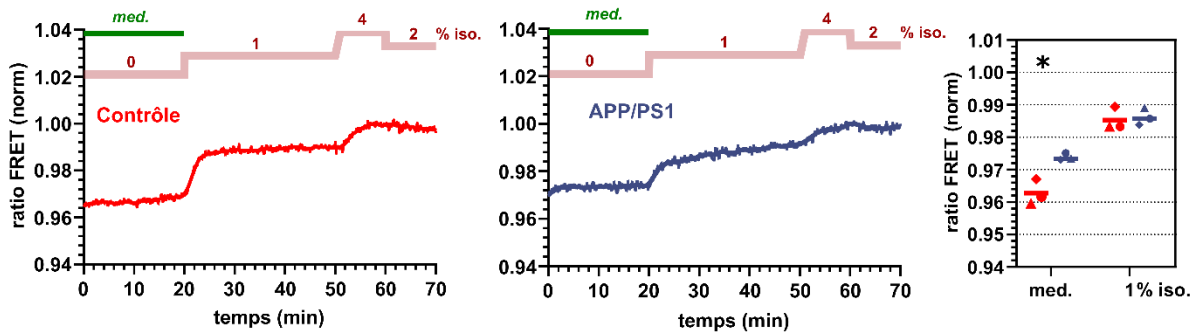 med.
4
% iso.
1
2
0
Contrôle
ratio FRET (norm)
1.04
1.02
1.00
0.98
0.96
0.94
0 10 20 30 40 50 60 70
temps (min)
med.
4
% iso.
1
2
0
APP/PS1
1.04
1.02
1.00
0.98
0.96
0.94
0 10 20 30 40 50 60 70
temps (min)
ratio FRET (norm)
1.01
1.00
0.99
0.98
0.97
0.96
0.95
0.94
*
med. 1% iso.